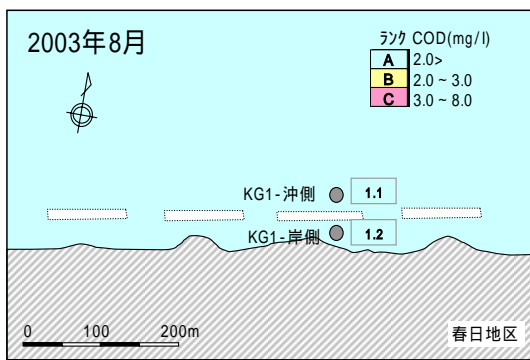 2003年8月
ﾗﾝｸ COD(mg/l)
A 2.0>
B 2.0 ~ 3.0
C 3.0 ~ 8.0
KG1-沖側 1.1
KG1-岸側 1.2
0 100 200m
春日地区